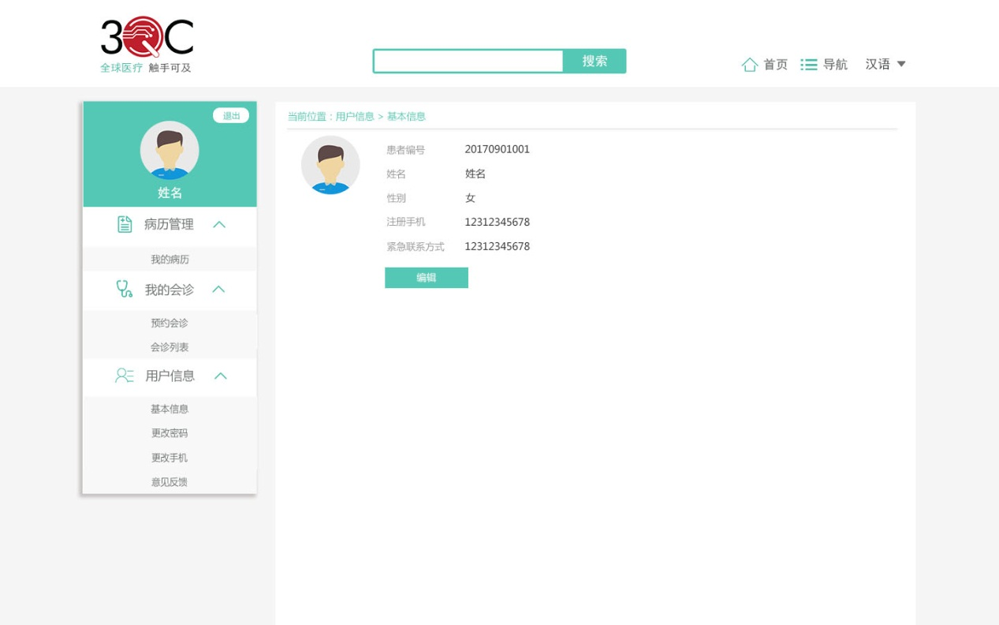 3QC
全球医疗 触手可及
搜索
首页
导航
汉语
退出
姓名
病历管理
我的病历
我的会诊
预约会诊
会诊列表
用户信息
基本信息
更改密码
更改手机
意见反馈
当前位置：用户信息 > 基本信息
患者编号 20170901001
姓名 姓名
性别 女
注册手机 12312345678
紧急联系方式 12312345678
编辑